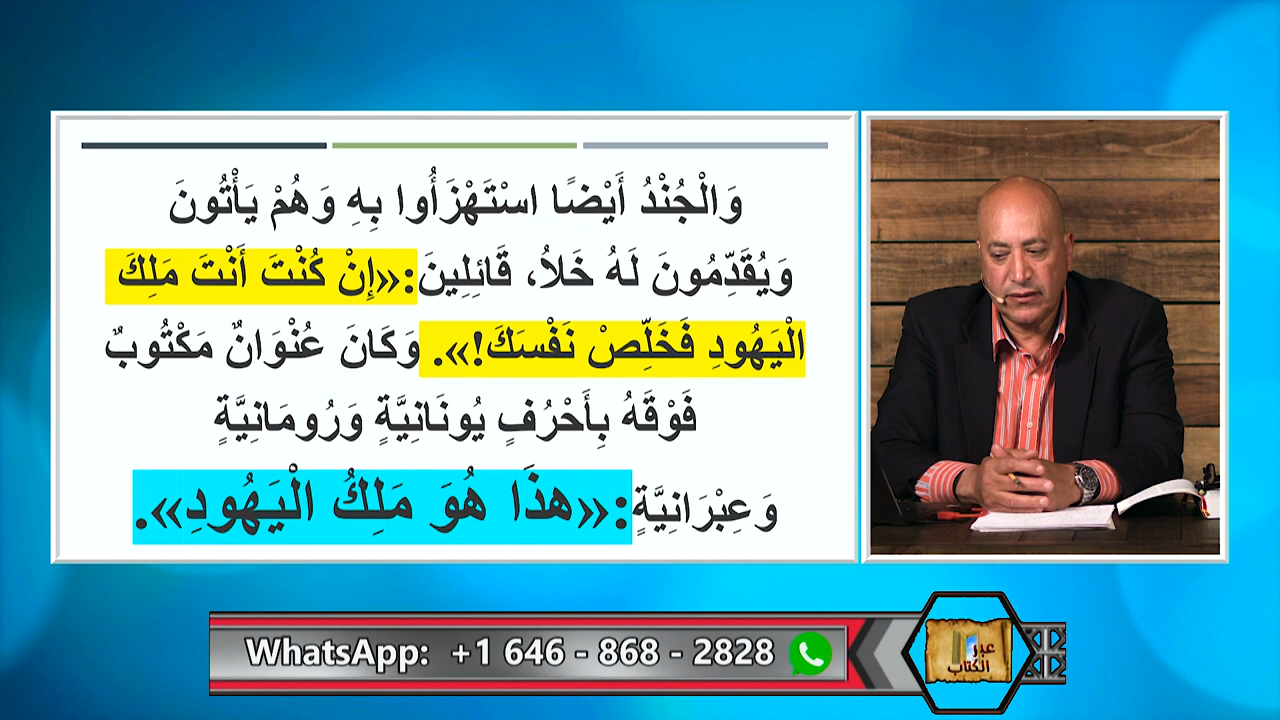 وَالْجُنْدُ أَيْضًا اسْتَهْزَأُوا بِهِ وَهُمْ يَأْتُونَ
وَيُقَدِّمُونَ لَهُ خَلاُ، قَائِلِينَ:«إِنْ كُنْتَ أَنْتَ مَلِكَ
الْيَهُودِ فَخَلِّصْ نَفْسَكَ!». وَكَانَ عُنْوَانٌ مَكْتُوبٌ
فَوْقَهُ بِأَحْرُفٍ يُونَانِيَّةٍ وَرُومَانِيَّةٍ
وَعِبْرَانِيَّةٍ:«هذَا هُوَ مَلِكُ الْيَهُودِ».
WhatsApp: +1 646 - 868 - 2828
عبر
الكتاب